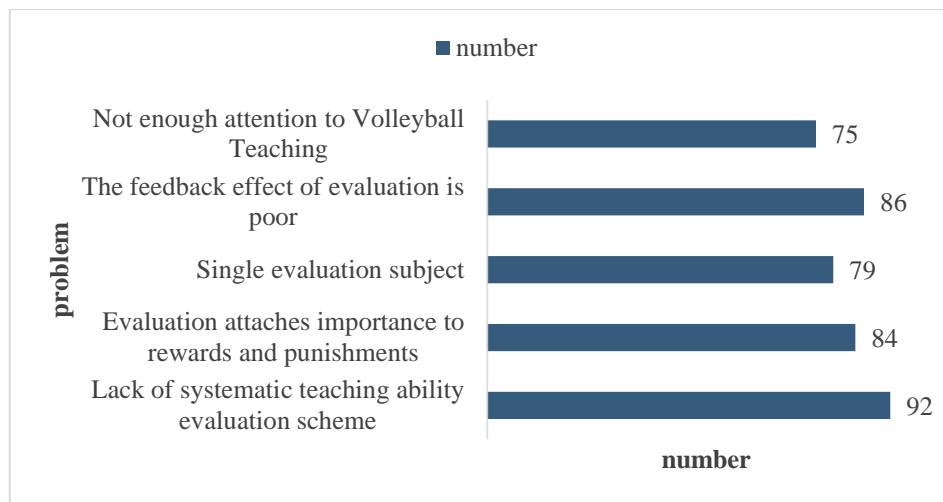 number
Not enough attention to Volleyball
Teaching
75
The feedback effect of evaluation is
poor
86
Single evaluation subject
79
Evaluation attaches importance to
rewards and punishments
84
Lack of systematic teaching ability
evaluation scheme
92
problem
number